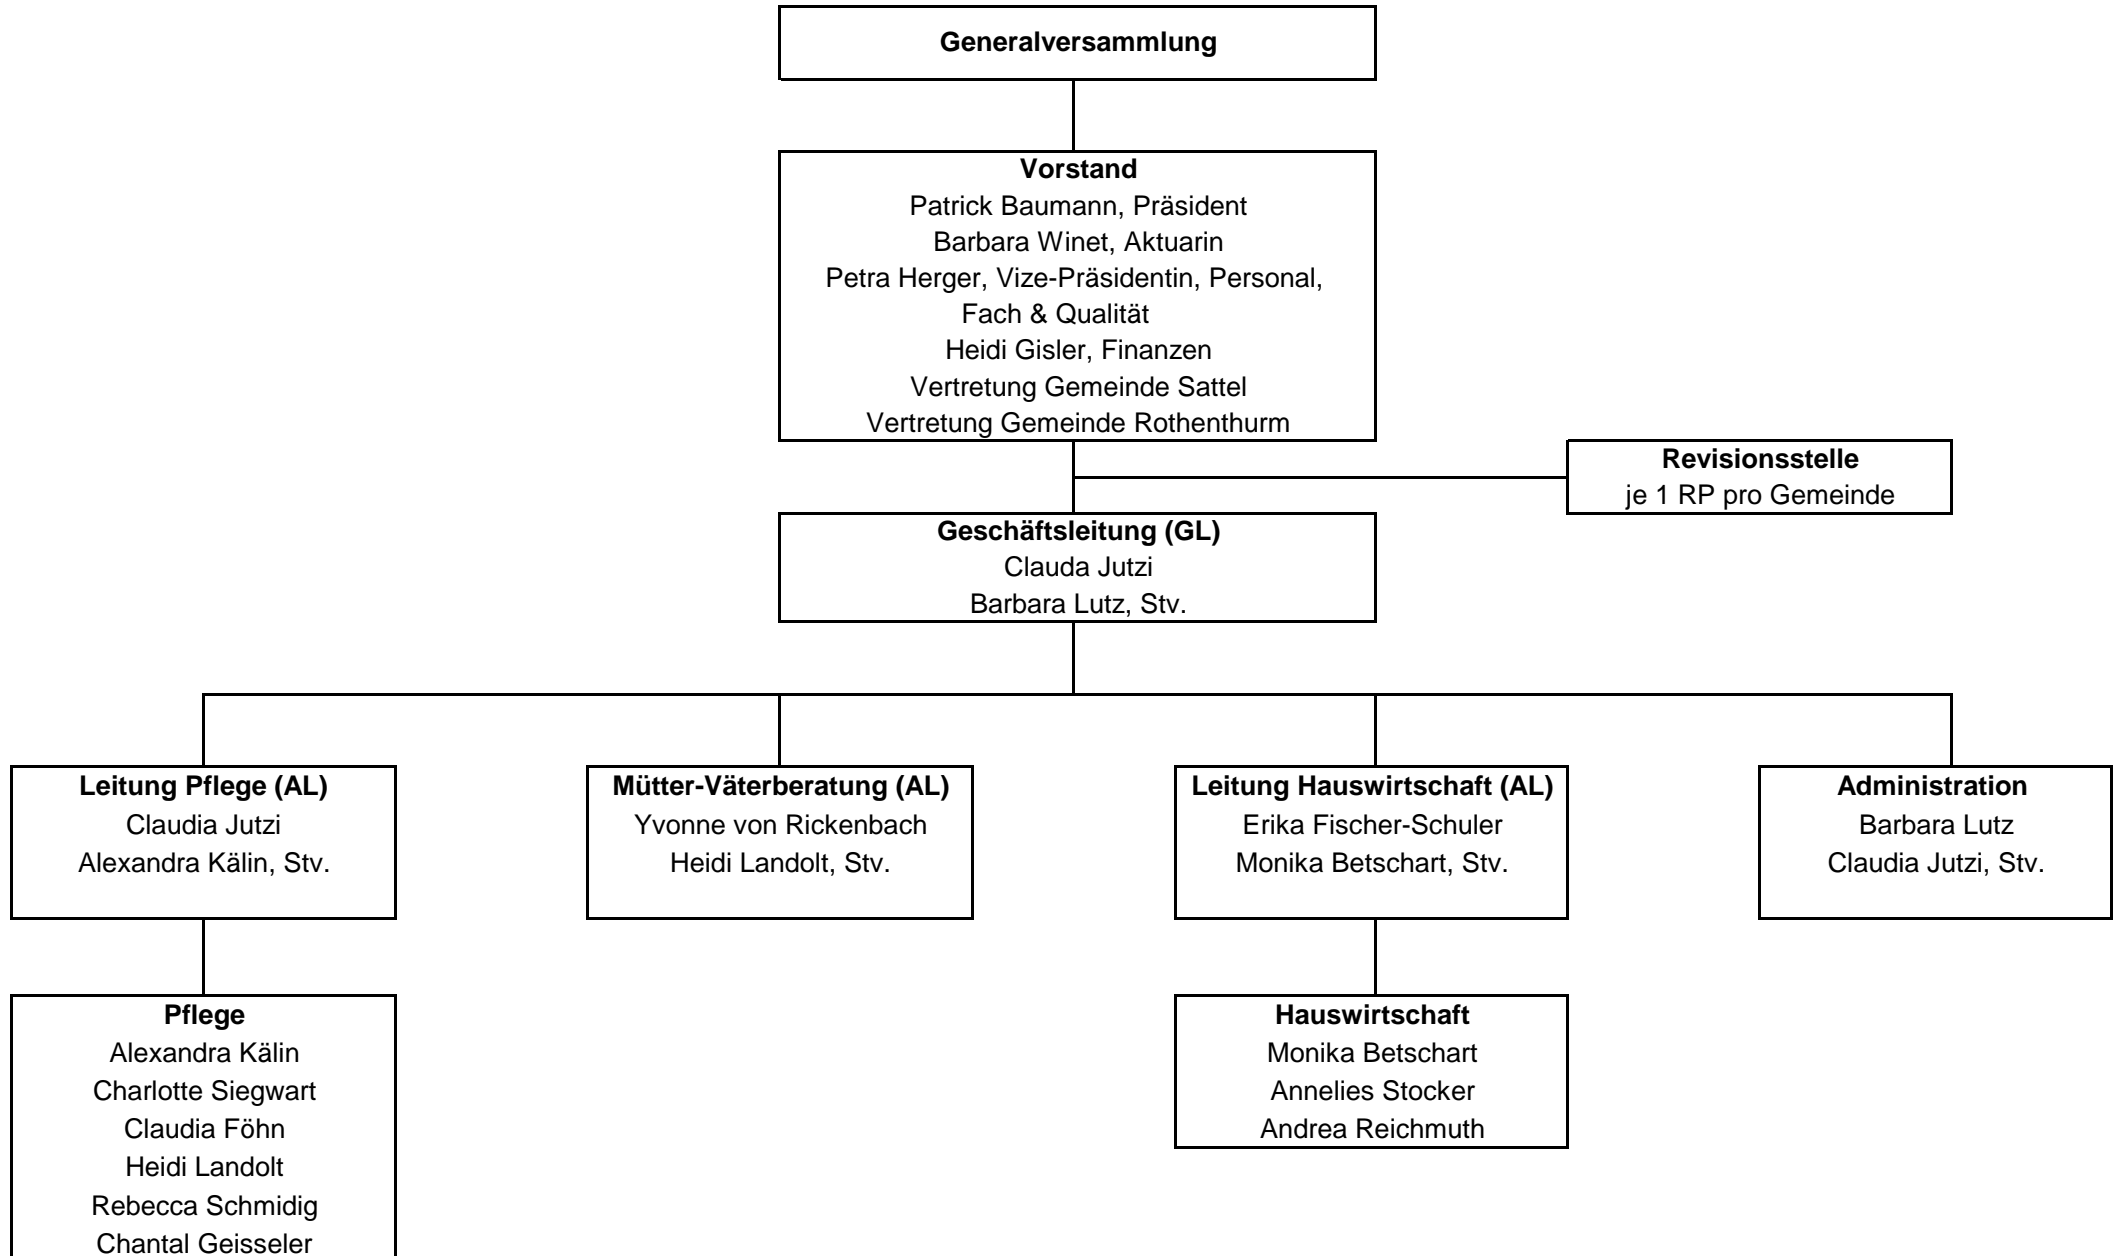 Generalversammlung
Vorstand
Patrick Baumann, Präsident
Barbara Winet, Aktuarin
Petra Herger, Vize-Präsidentin, Personal,
Fach & Qualität
Heidi Gisler, Finanzen
Vertretung Gemeinde Sattel
Vertretung Gemeinde Rothenthurm
Revisionsstelle
je 1 RP pro Gemeinde
Geschäftsleitung (GL)
Clauda Jutzi
Barbara Lutz, Stv.
Leitung Pflege (AL)
Claudia Jutzi
Alexandra Kälin, Stv.
Mütter-Väterberatung (AL)
Yvonne von Rickenbach
Heidi Landolt, Stv.
Leitung Hauswirtschaft (AL)
Erika Fischer-Schuler
Monika Betschart, Stv.
Administration
Barbara Lutz
Claudia Jutzi, Stv.
Pflege
Alexandra Kälin
Charlotte Siegwart
Claudia Föhn
Heidi Landolt
Rebecca Schmidig
Chantal Geisseler
Hauswirtschaft
Monika Betschart
Annelies Stocker
Andrea Reichmuth